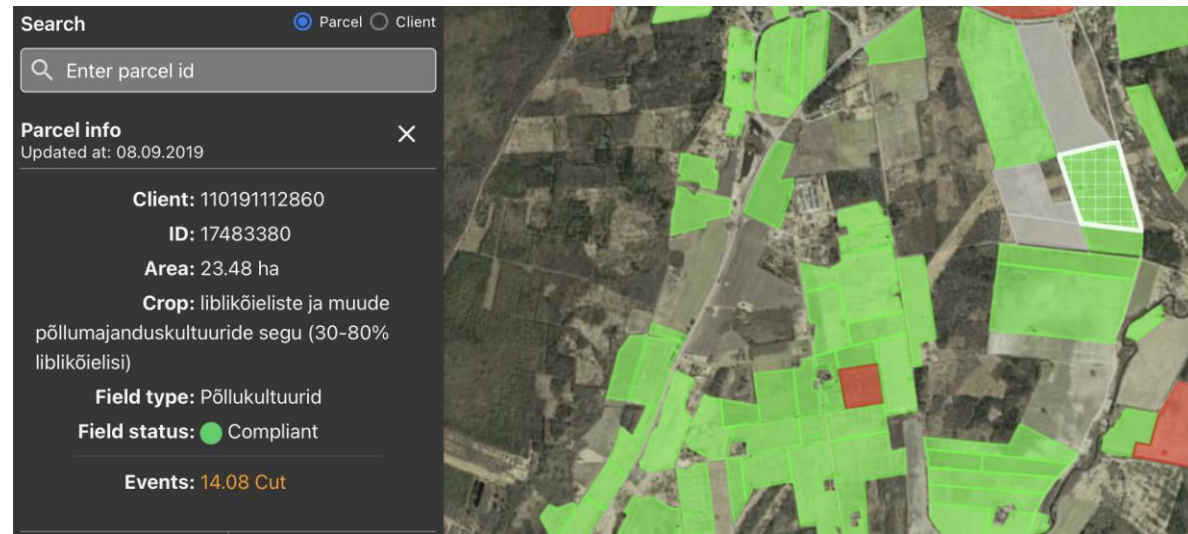 Search Parcel Client
Enter parcel id
Parcel info
Updated at: 08.09.2019
Client: 110191112860
ID: 17483380
Area: 23.48 ha
Crop: liblikõieliste ja muude
põllumajanduskultuuride segu (30-80%
liblikõielisi)
Field type: Põllukultuurid
Field status: Compliant
Events: 14.08 Cut